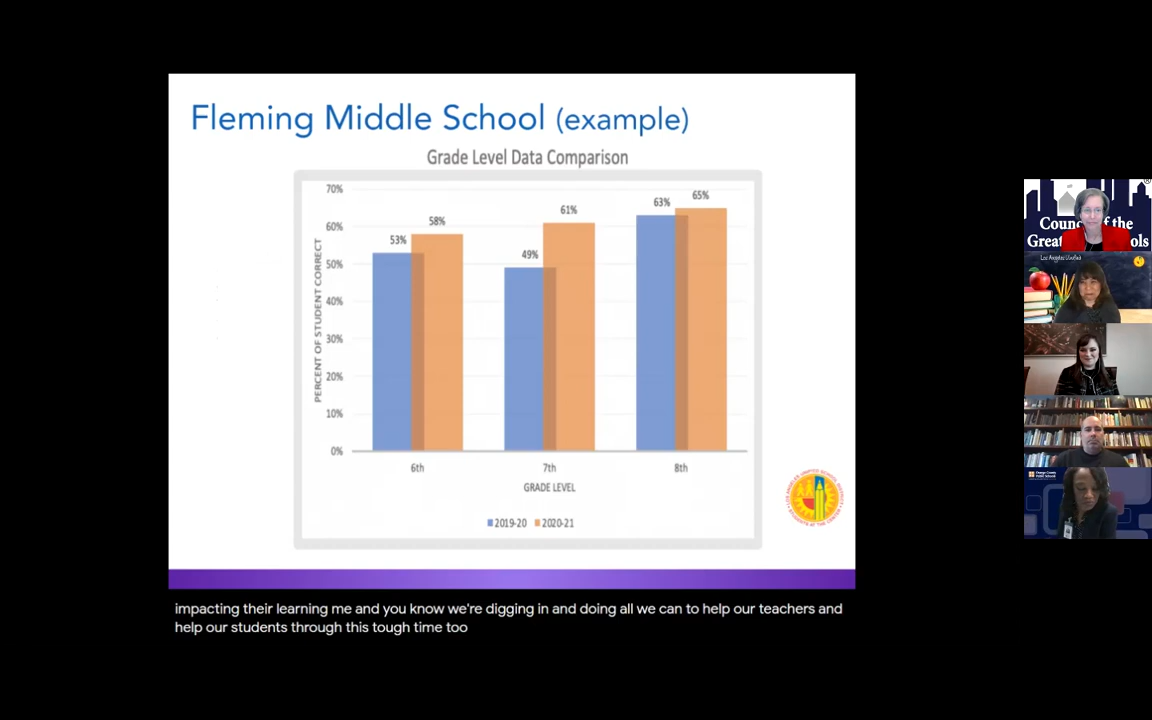 Fleming Middle School (example)
Grade Level Data Comparison
70%
60%
50%
40%
30%
20%
10%
0%
PERCENT OF STUDENT CORRECT
53%
58%
49%
61%
63%
65%
6th
7th
8th
GRADE LEVEL
2019-20
2020-21
impacting their learning me and you know we're digging in and doing all we can to help our teachers and
help our students through this tough time too
Los Angeles Unified